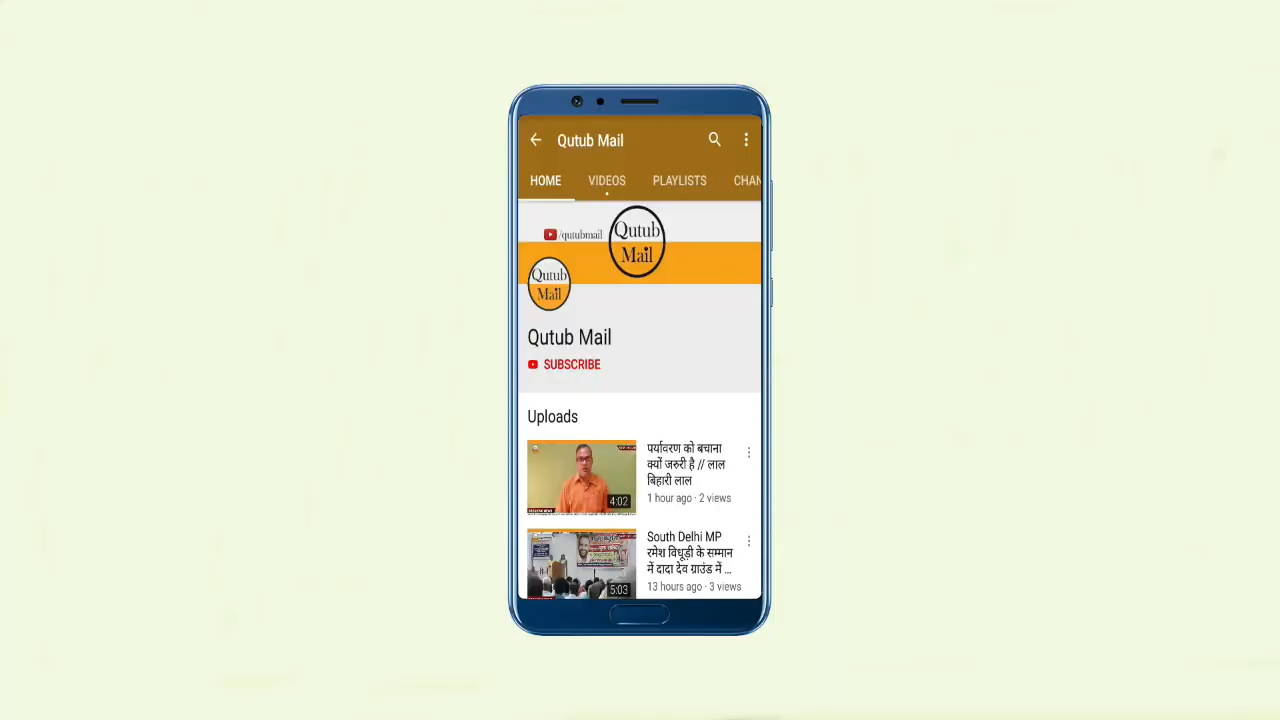 Qutub Mail
HOME VIDEOS PLAYLISTS CHAN
/qutubmail
Qutub
Mail
Qutub
Mail
Qutub Mail
SUBSCRIBE
Uploads
पर्यावरण को बचाना
क्यों जरुरी है // लाल
बिहारी लाल
4:02
1 hour ago · 2 views
South Delhi MP
रमेश विधूड़ी के सम्मान
में दादा देव ग्राउंड में ...
5:03
13 hours ago · 3 views